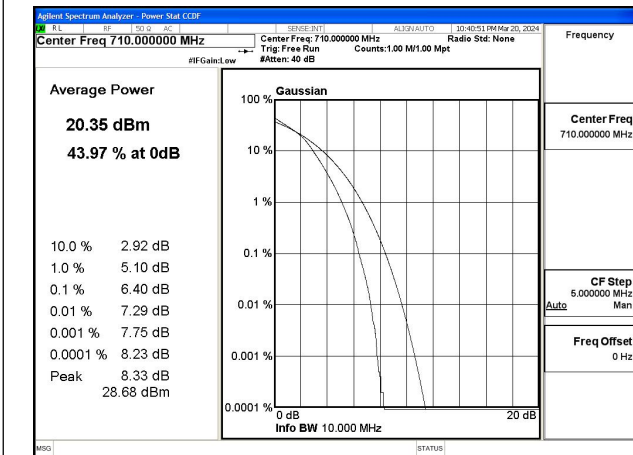 Agilent Spectrum Analyzer - Power Stat CCDF
RL RF 50 Ω AC SENSE:INT ALIGNAUTO 10:40:51 PM Mar 20, 2024
Center Freq 710.000000 MHz
Center Freq: 710.000000 MHz Radio Std: None
Trig: Free Run Counts:1.00 M/1.00 Mpt
#IFGain:Low #Atten: 40 dB
Frequency
Average Power
20.35 dBm
43.97 % at 0dB
10.0 % 2.92 dB
1.0 % 5.10 dB
0.1 % 6.40 dB
0.01 % 7.29 dB
0.001 % 7.75 dB
0.0001 % 8.23 dB
Peak 8.33 dB
28.68 dBm
Gaussian
100 %
10 %
1 %
0.1 %
0.01 %
0.001 %
0.0001 %
0 dB 20 dB
Info BW 10.000 MHz
Center Freq
710.000000 MHz
CF Step
5.000000 MHz
Auto Man
Freq Offset
0 Hz
MSG STATUS